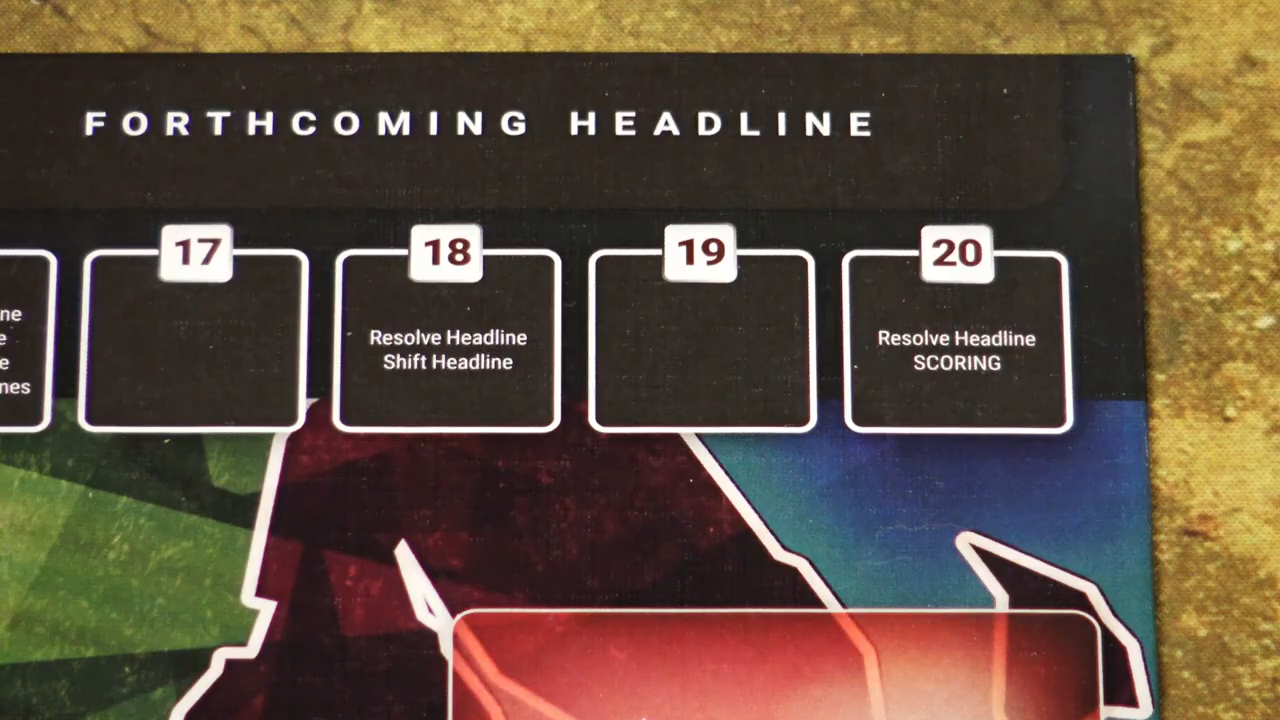 FORTHCOMING HEADLINE
17
18
19
20
Resolve Headline
Shift Headline
Resolve Headline
SCORING